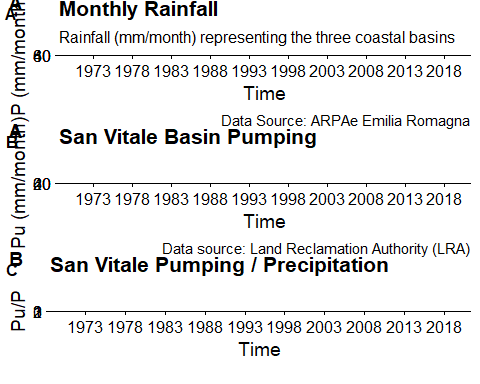 Monthly Rainfall
Rainfall (mm/month) representing the three coastal basins
P (mm/month)
1973 1978 1983 1988 1993 1998 2003 2008 2013 2018
Time
Data Source: ARPAe Emilia Romagna
San Vitale Basin Pumping
Pu (mm/month)
1973 1978 1983 1988 1993 1998 2003 2008 2013 2018
Time
Data source: Land Reclamation Authority (LRA)
B
C
San Vitale Pumping / Precipitation
Pu/P
1973 1978 1983 1988 1993 1998 2003 2008 2013 2018
Time